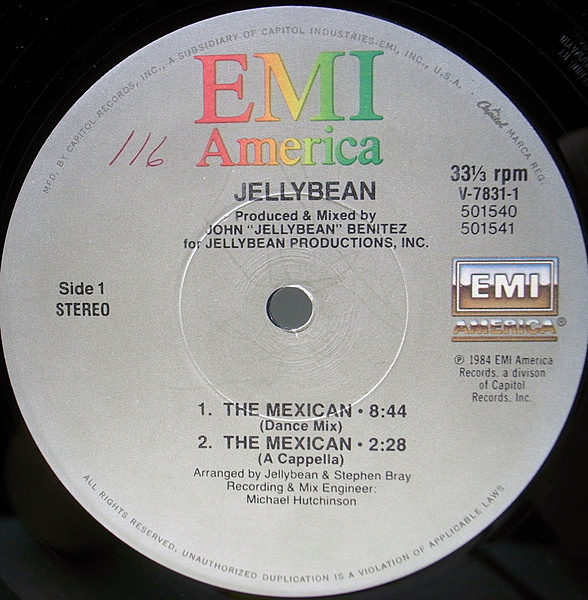 MFD. BY CAPITOL RECORDS, INC., A SUBSIDIARY OF CAPITOL INDUSTRIES-EMI, INC., U.S.A.
Capitol MARCA REG.
EMI
America
116
JELLYBEAN
Produced & Mixed by
JOHN "JELLYBEAN" BENITEZ
for JELLYBEAN PRODUCTIONS, INC.
33⅓ rpm
V-7831-1
501540
501541
Side 1
STEREO
EMI
AMERICA®
℗ 1984 EMI America
Records, a divison
of Capitol
Records, Inc.
1. THE MEXICAN • 8:44
(Dance Mix)
2. THE MEXICAN • 2:28
(A Cappella)
Arranged by Jellybean & Stephen Bray
Recording & Mix Engineer:
Michael Hutchinson
ALL RIGHTS RESERVED. UNAUTHORIZED DUPLICATION IS A VIOLATION OF APPLICABLE LAWS